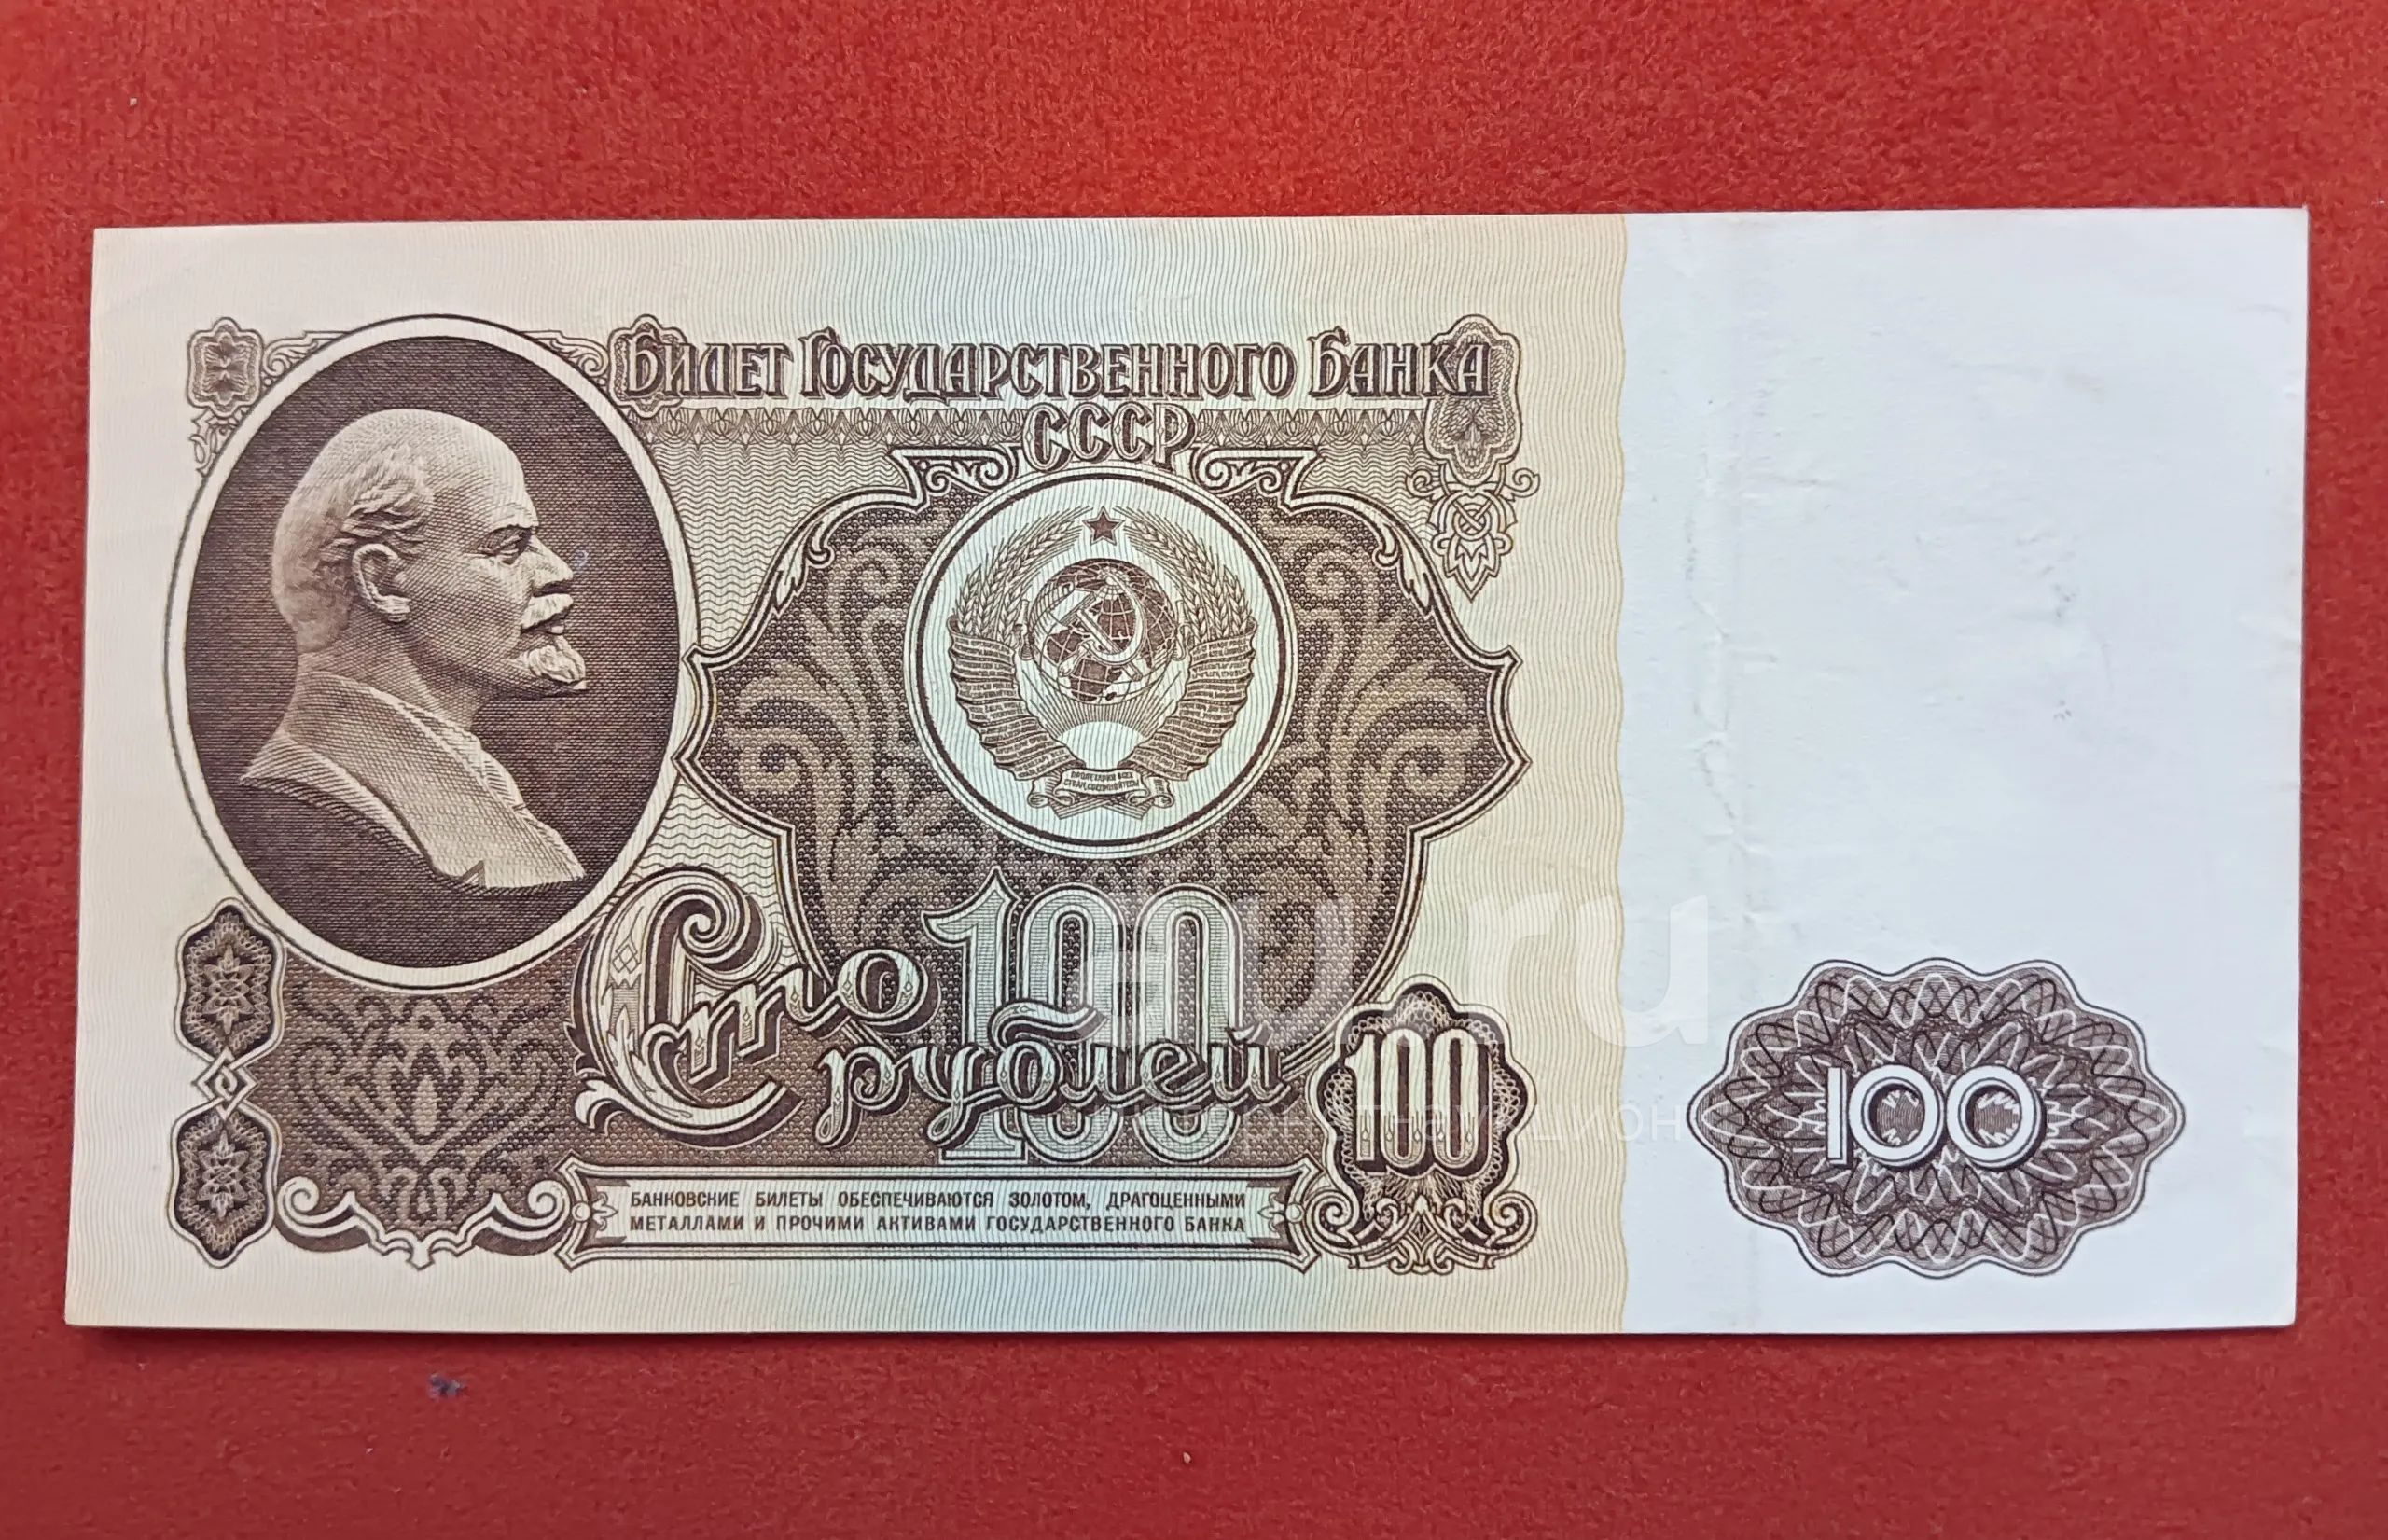 Билет Государственного Банка
СССР
100
Сто
рублей
100
100
БАНКОВСКИЕ БИЛЕТЫ ОБЕСПЕЧИВАЮТСЯ ЗОЛОТОМ, ДРАГОЦЕННЫМИ
МЕТАЛЛАМИ И ПРОЧИМИ АКТИВАМИ ГОСУДАРСТВЕННОГО БАНКА